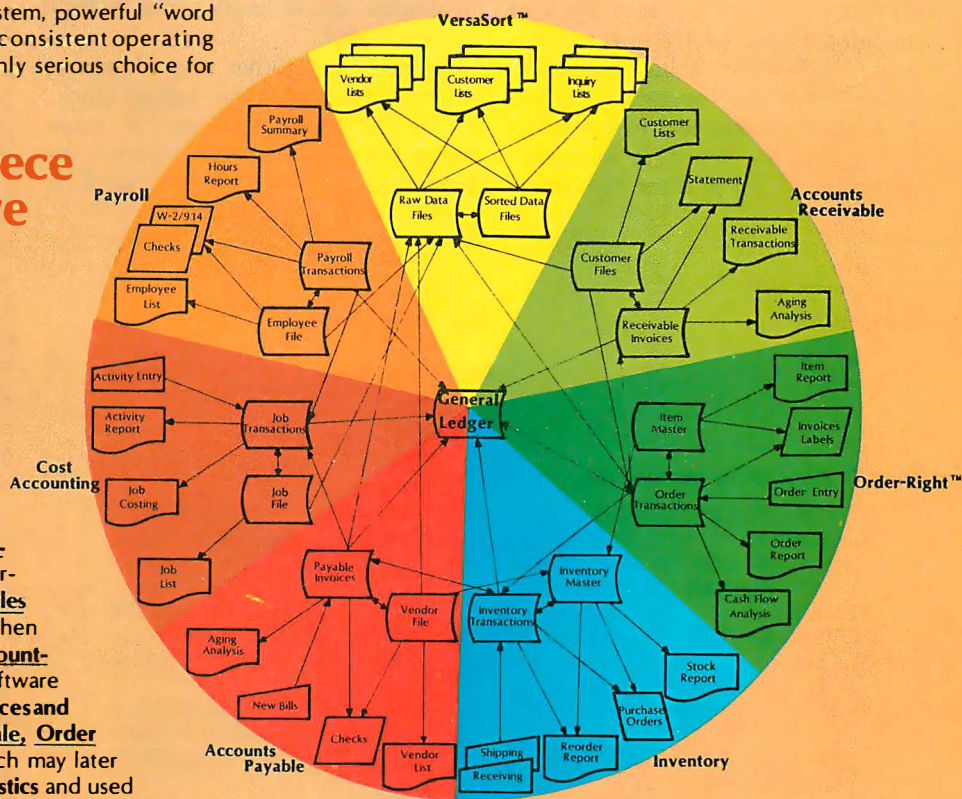 stem, powerful “word
consistent operating
nly serious choice for
ece
re
VersaSort™
Vendor
Lists
Customer
Lists
Inquiry
Lists
Raw Data
Files
Sorted Data
Files
Payroll
Payroll
Summary
Hours
Report
W-2/914
Checks
Employee
List
Payroll
Transactions
Employee
File
Accounts
Receivable
Customer
Lists
Statement
Receivable
Transactions
Aging
Analysis
Customer
Files
Receivable
Invoices
General
Ledger
Cost
Accounting
Activity Entry
Activity
Report
Job
Costing
Job
List
Job
Transactions
Job
File
Order-Right™
Item
Report
Invoices
Labels
Order Entry
Order
Report
Cash Flow
Analysis
Item
Master
Order
Transactions
Accounts
Payable
Payable
Invoices
Vendor
File
Aging
Analysis
New Bills
Checks
Vendor
List
Inventory
Inventory
Master
Inventory
Transactions
Stock
Report
Purchase
Orders
Reorder
Report
Shipping
Receiving
r-
les
hen
ount-
ftware
ces and
le, Order
ch may later
stics and used